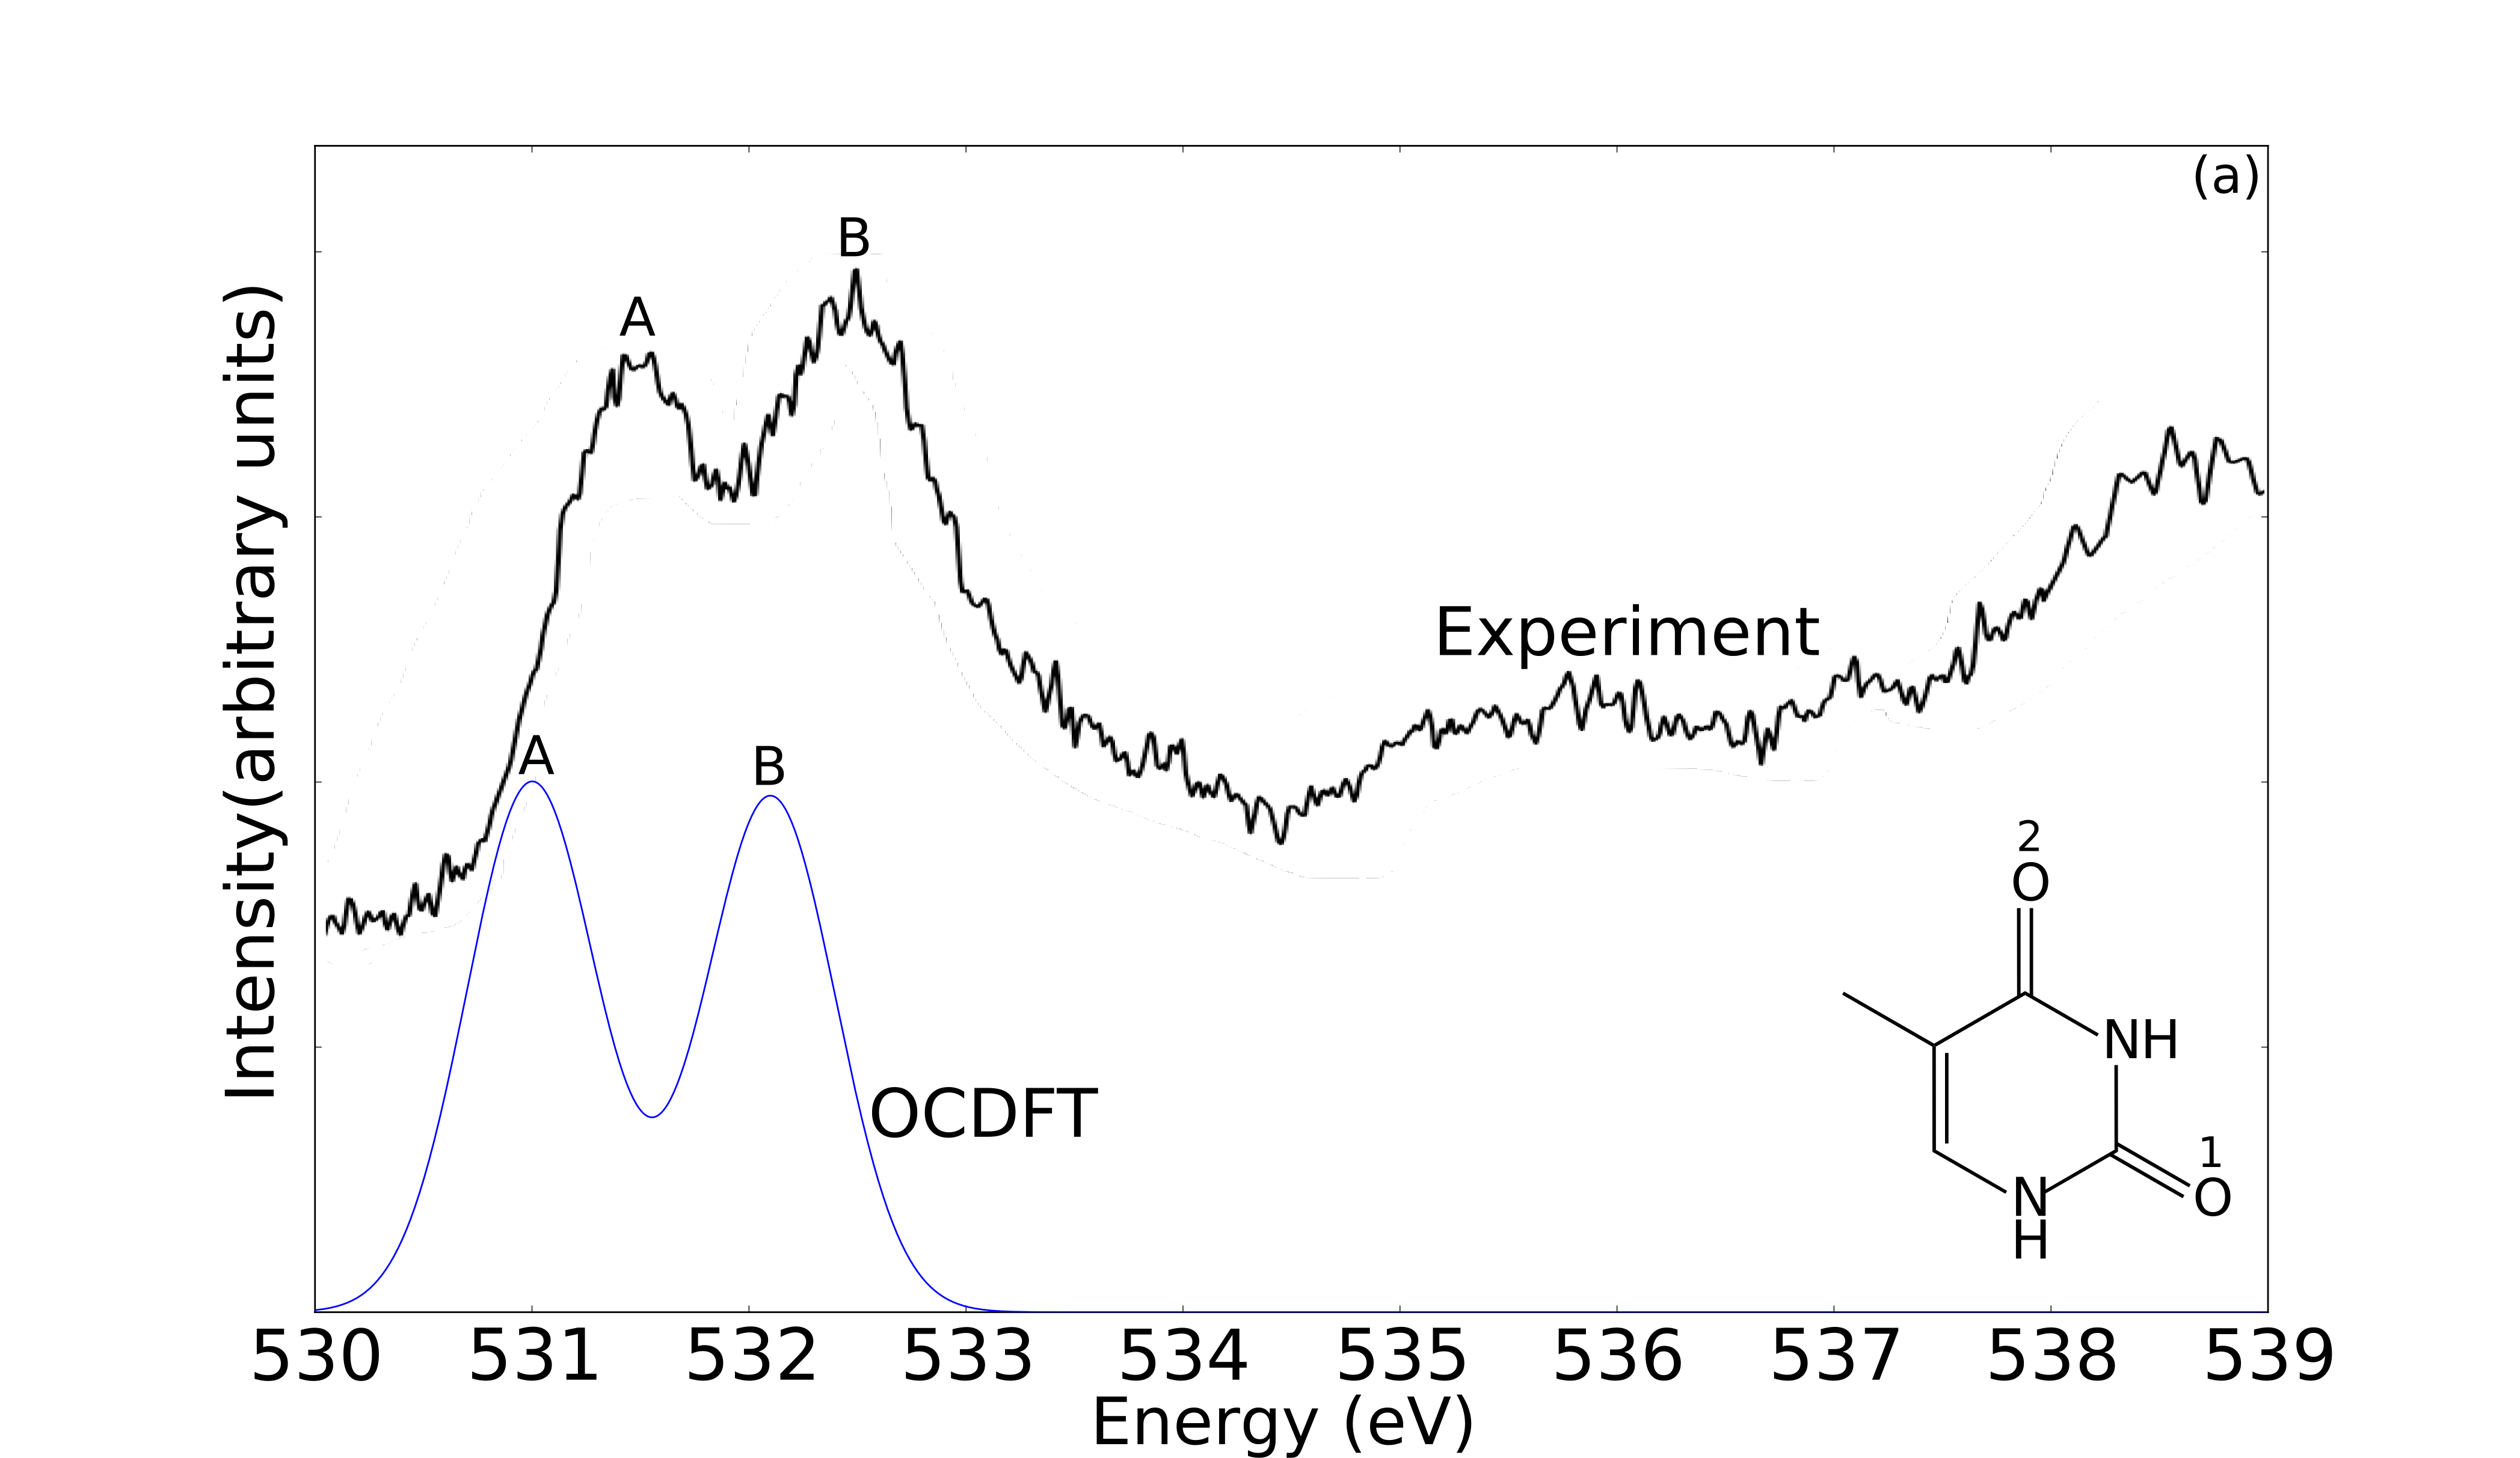 (a)
B
A
Intensity(arbitrary units)
Experiment
A
B
OCDFT
2
O
NH
1
O
N
H
530 531 532 533 534 535 536 537 538 539
Energy (eV)